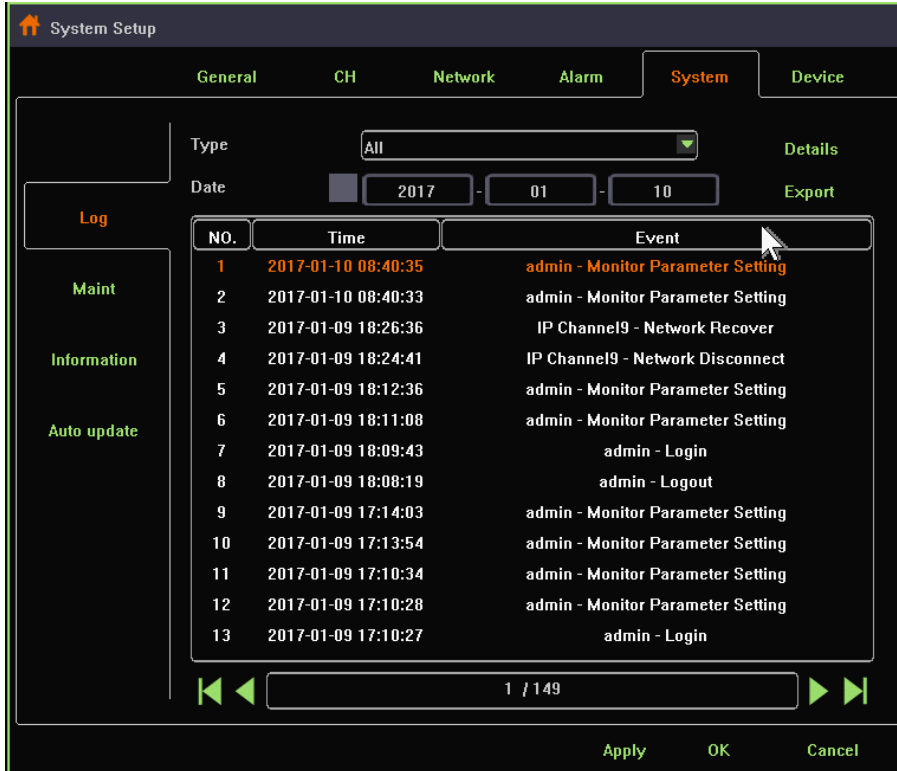 System Setup
General CH Network Alarm System Device
Type All Details
Date 2017 - 01 - 10 Export
Log
Maint
Information
Auto update
NO. Time Event
1 2017-01-10 08:40:35 admin - Monitor Parameter Setting
2 2017-01-10 08:40:33 admin - Monitor Parameter Setting
3 2017-01-09 18:26:36 IP Channel9 - Network Recover
4 2017-01-09 18:24:41 IP Channel9 - Network Disconnect
5 2017-01-09 18:12:36 admin - Monitor Parameter Setting
6 2017-01-09 18:11:08 admin - Monitor Parameter Setting
7 2017-01-09 18:09:43 admin - Login
8 2017-01-09 18:08:19 admin - Logout
9 2017-01-09 17:14:03 admin - Monitor Parameter Setting
10 2017-01-09 17:13:54 admin - Monitor Parameter Setting
11 2017-01-09 17:10:34 admin - Monitor Parameter Setting
12 2017-01-09 17:10:28 admin - Monitor Parameter Setting
13 2017-01-09 17:10:27 admin - Login
1 / 149
Apply OK Cancel